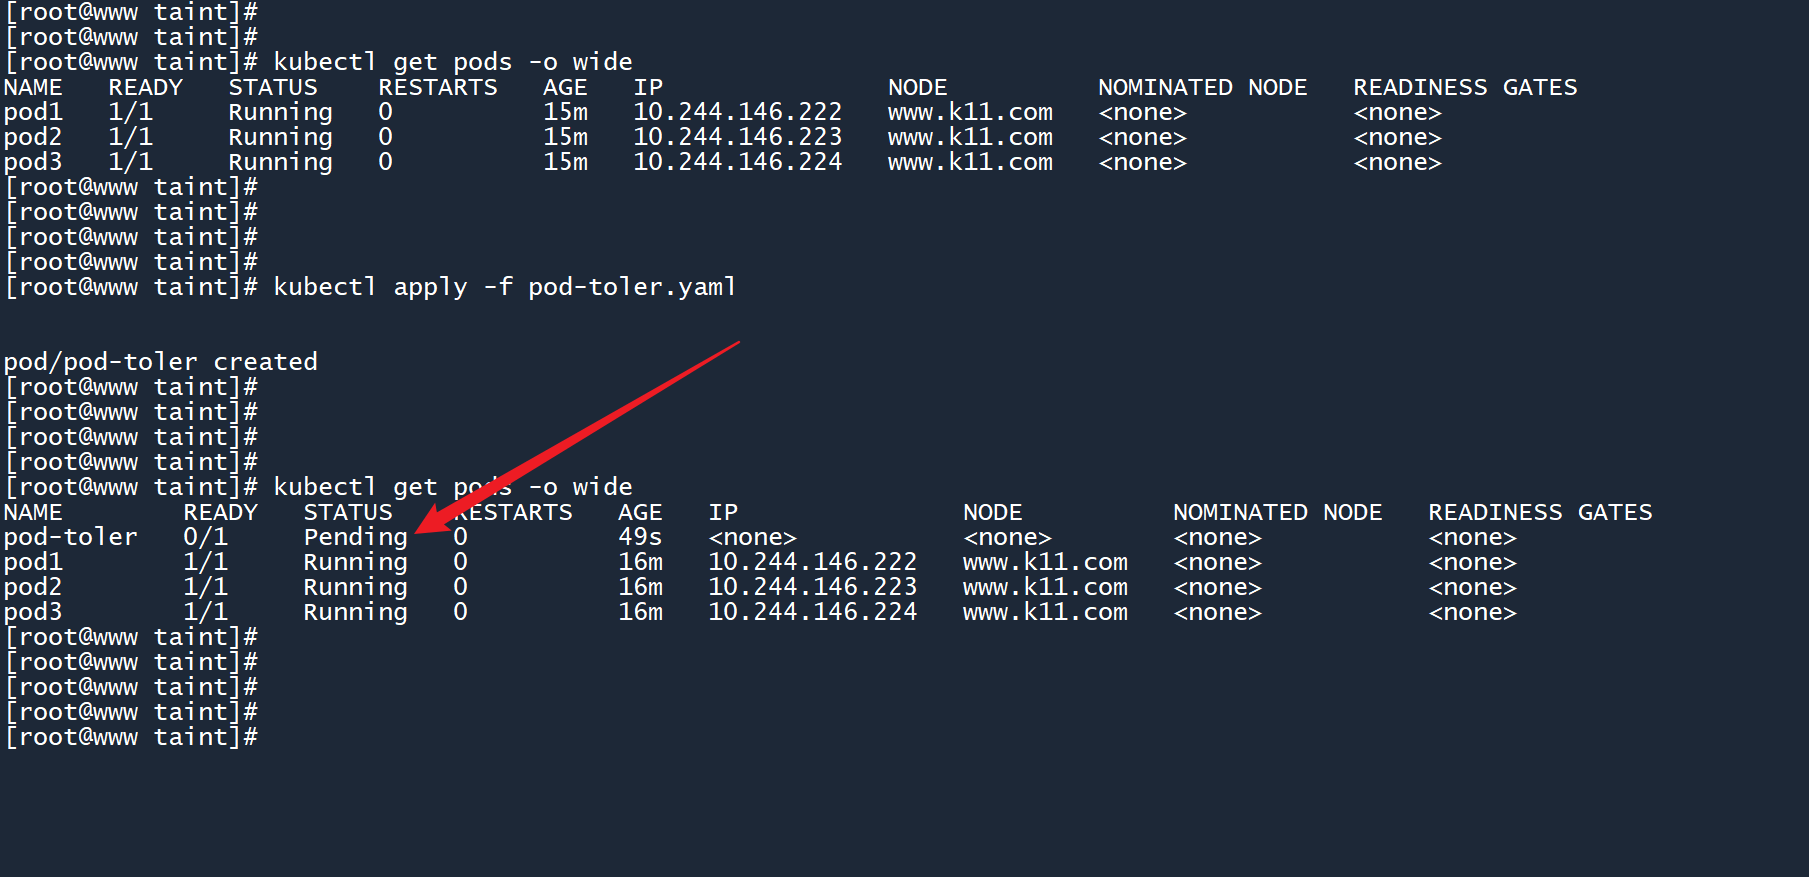 [root@www taint]#
[root@www taint]#
[root@www taint]# kubectl get pods -o wide
NAME   READY   STATUS    RESTARTS   AGE   IP               NODE          NOMINATED NODE   READINESS GATES
pod1   1/1     Running   0          15m   10.244.146.222   www.k11.com   <none>           <none>
pod2   1/1     Running   0          15m   10.244.146.223   www.k11.com   <none>           <none>
pod3   1/1     Running   0          15m   10.244.146.224   www.k11.com   <none>           <none>
[root@www taint]#
[root@www taint]#
[root@www taint]#
[root@www taint]#
[root@www taint]# kubectl apply -f pod-toler.yaml
pod/pod-toler created
[root@www taint]#
[root@www taint]#
[root@www taint]#
[root@www taint]#
[root@www taint]# kubectl get pods -o wide
NAME        READY   STATUS    RESTARTS   AGE   IP               NODE          NOMINATED NODE   READINESS GATES
pod-toler   0/1     Pending   0          49s   <none>           <none>        <none>           <none>
pod1        1/1     Running   0          16m   10.244.146.222   www.k11.com   <none>           <none>
pod2        1/1     Running   0          16m   10.244.146.223   www.k11.com   <none>           <none>
pod3        1/1     Running   0          16m   10.244.146.224   www.k11.com   <none>           <none>
[root@www taint]#
[root@www taint]#
[root@www taint]#
[root@www taint]#
[root@www taint]#